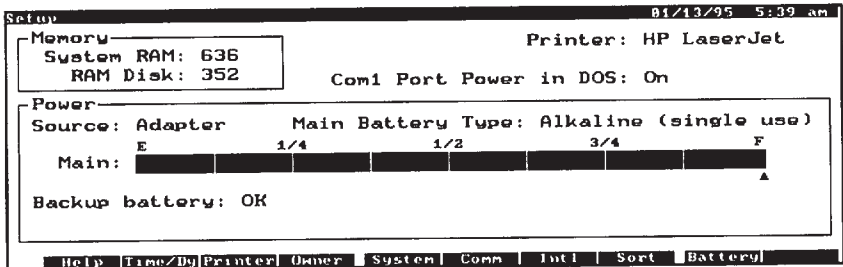 Setup 01/13/95 5:39 am
Memory
Printer: HP LaserJet
System RAM: 636
RAM Disk: 352
Com1 Port Power in DOS: On
Power
Source: Adapter Main Battery Type: Alkaline (single use)
E 1/4 1/2 3/4 F
Main:
Backup battery: OK
Help Time/Dy Printer Owner System Comm Intl Sort Battery